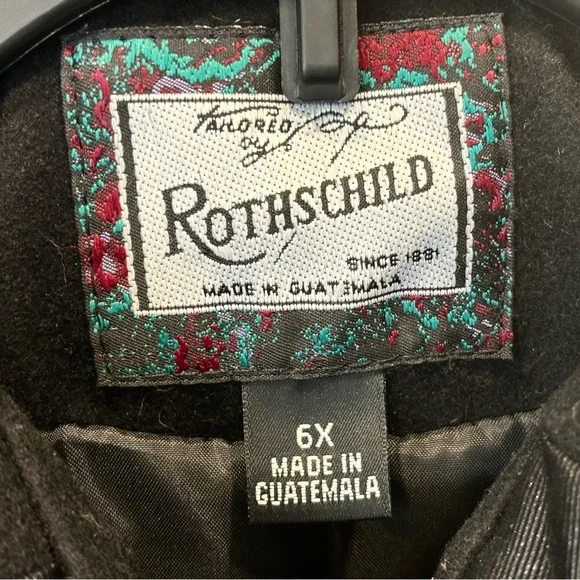 TAILORED
by
ROTHSCHILD
SINCE 1881
MADE IN GUATEMALA
6X
MADE IN
GUATEMALA